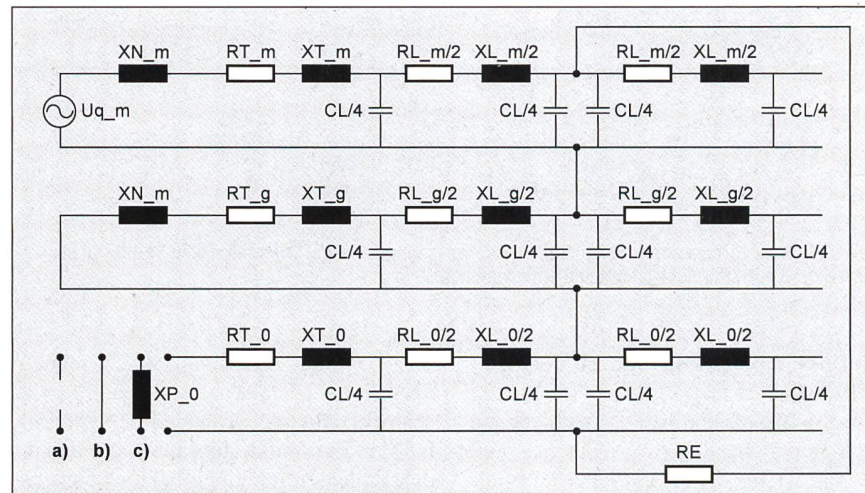 XN_m RT_m XT_m RL_m/2 XL_m/2 RL_m/2 XL_m/2
Uq_m CL/4 CL/4 CL/4 CL/4
XN_m RT_g XT_g RL_g/2 XL_g/2 RL_g/2 XL_g/2
CL/4 CL/4 CL/4 CL/4
RT_0 XT_0 RL_0/2 XL_0/2 RL_0/2 XL_0/2
XP_0 CL/4 CL/4 CL/4 CL/4
a) b) c) RE